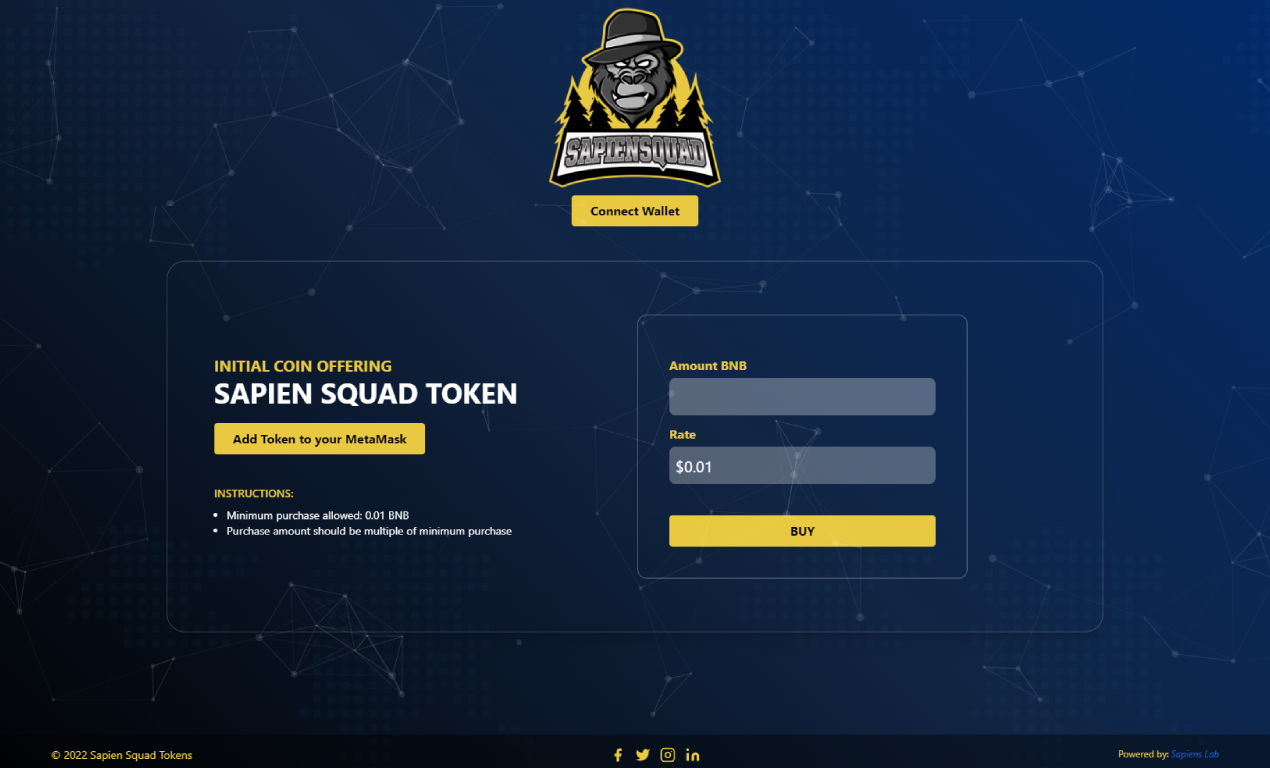 SAPIENSQUAD
Connect Wallet
INITIAL COIN OFFERING
SAPIEN SQUAD TOKEN
Add Token to your MetaMask
INSTRUCTIONS:
Minimum purchase allowed: 0.01 BNB
Purchase amount should be multiple of minimum purchase
Amount BNB
Rate
$0.01
BUY
© 2022 Sapien Squad Tokens
Powered by: Sapiens Lab